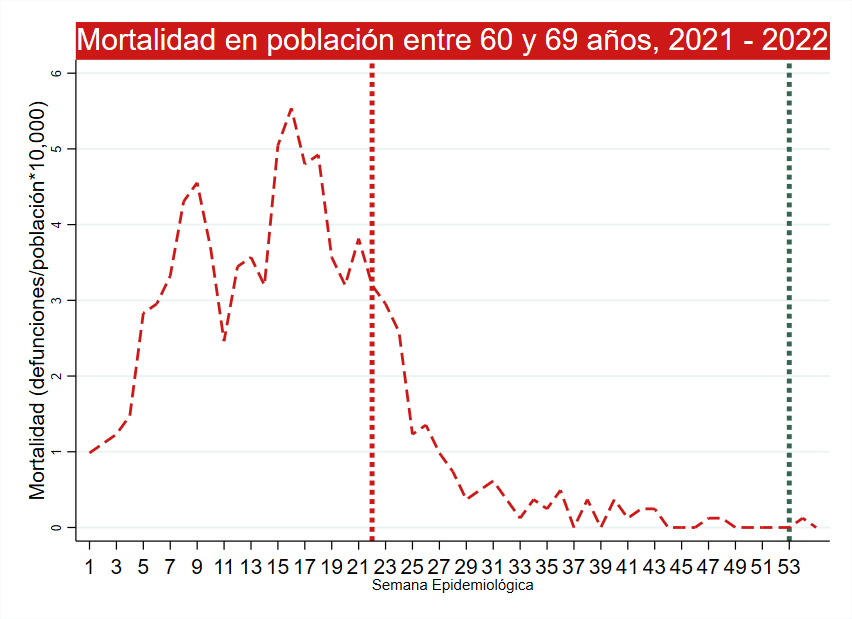 Mortalidad en población entre 60 y 69 años, 2021 - 2022
Mortalidad (defunciones/población*10,000)
6
5
4
3
2
1
0
1 3 5 7 9 11 13 15 17 19 21 23 25 27 29 31 33 35 37 39 41 43 45 47 49 51 53
Semana Epidemiológica